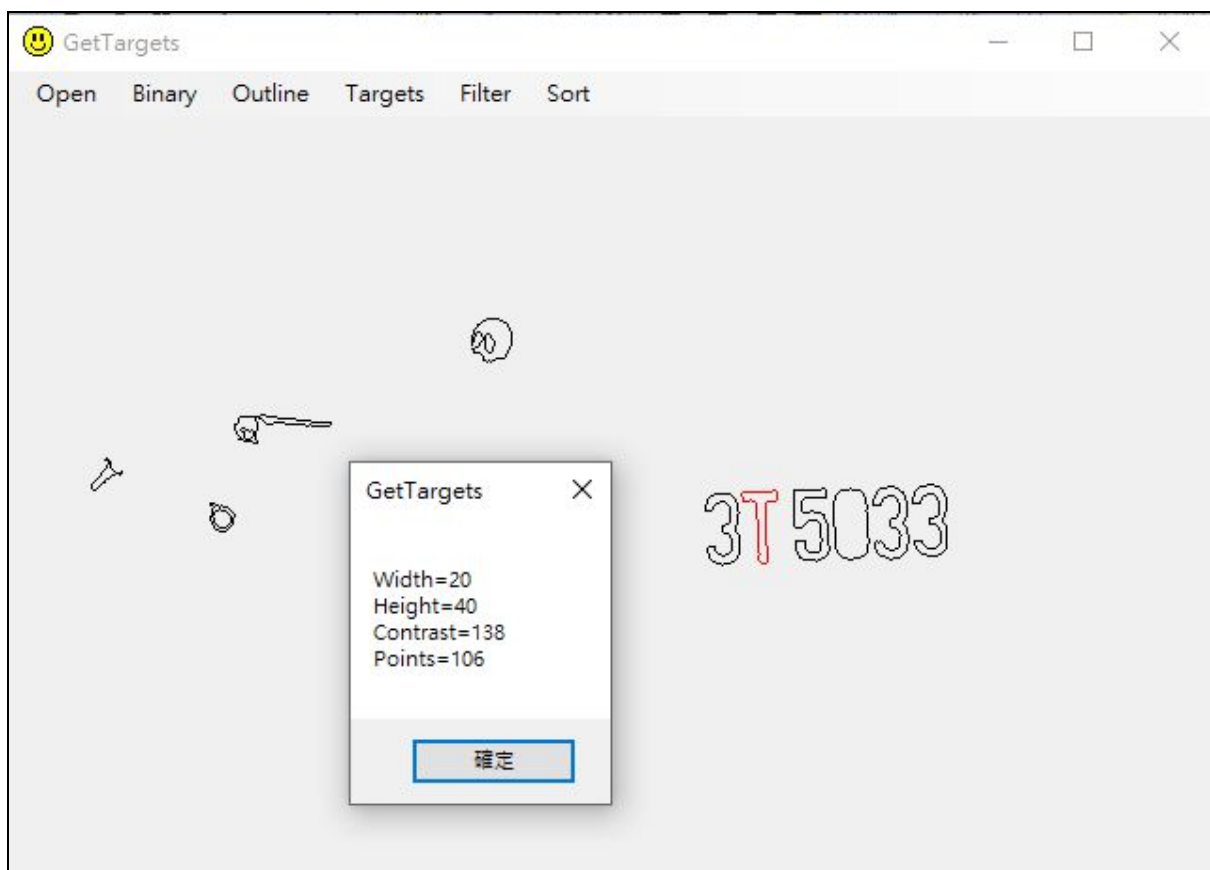 GetTargets
Open Binary Outline Targets Filter Sort
3T5033
GetTargets
Width=20
Height=40
Contrast=138
Points=106
確定